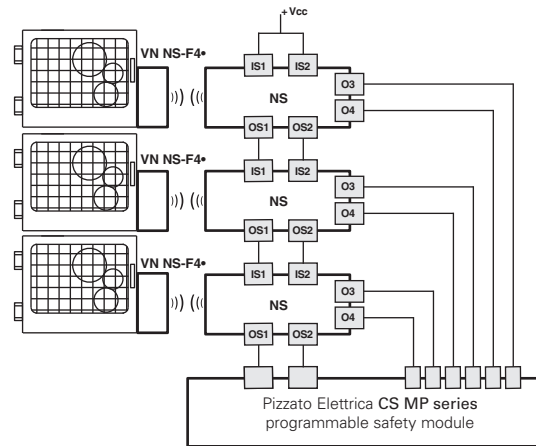 + Vcc
VN NS-F4•
IS1 IS2
O3
NS
O4
OS1 OS2
VN NS-F4•
IS1 IS2
O3
NS
O4
OS1 OS2
VN NS-F4•
IS1 IS2
O3
NS
O4
OS1 OS2
Pizzato Elettrica CS MP series
programmable safety module